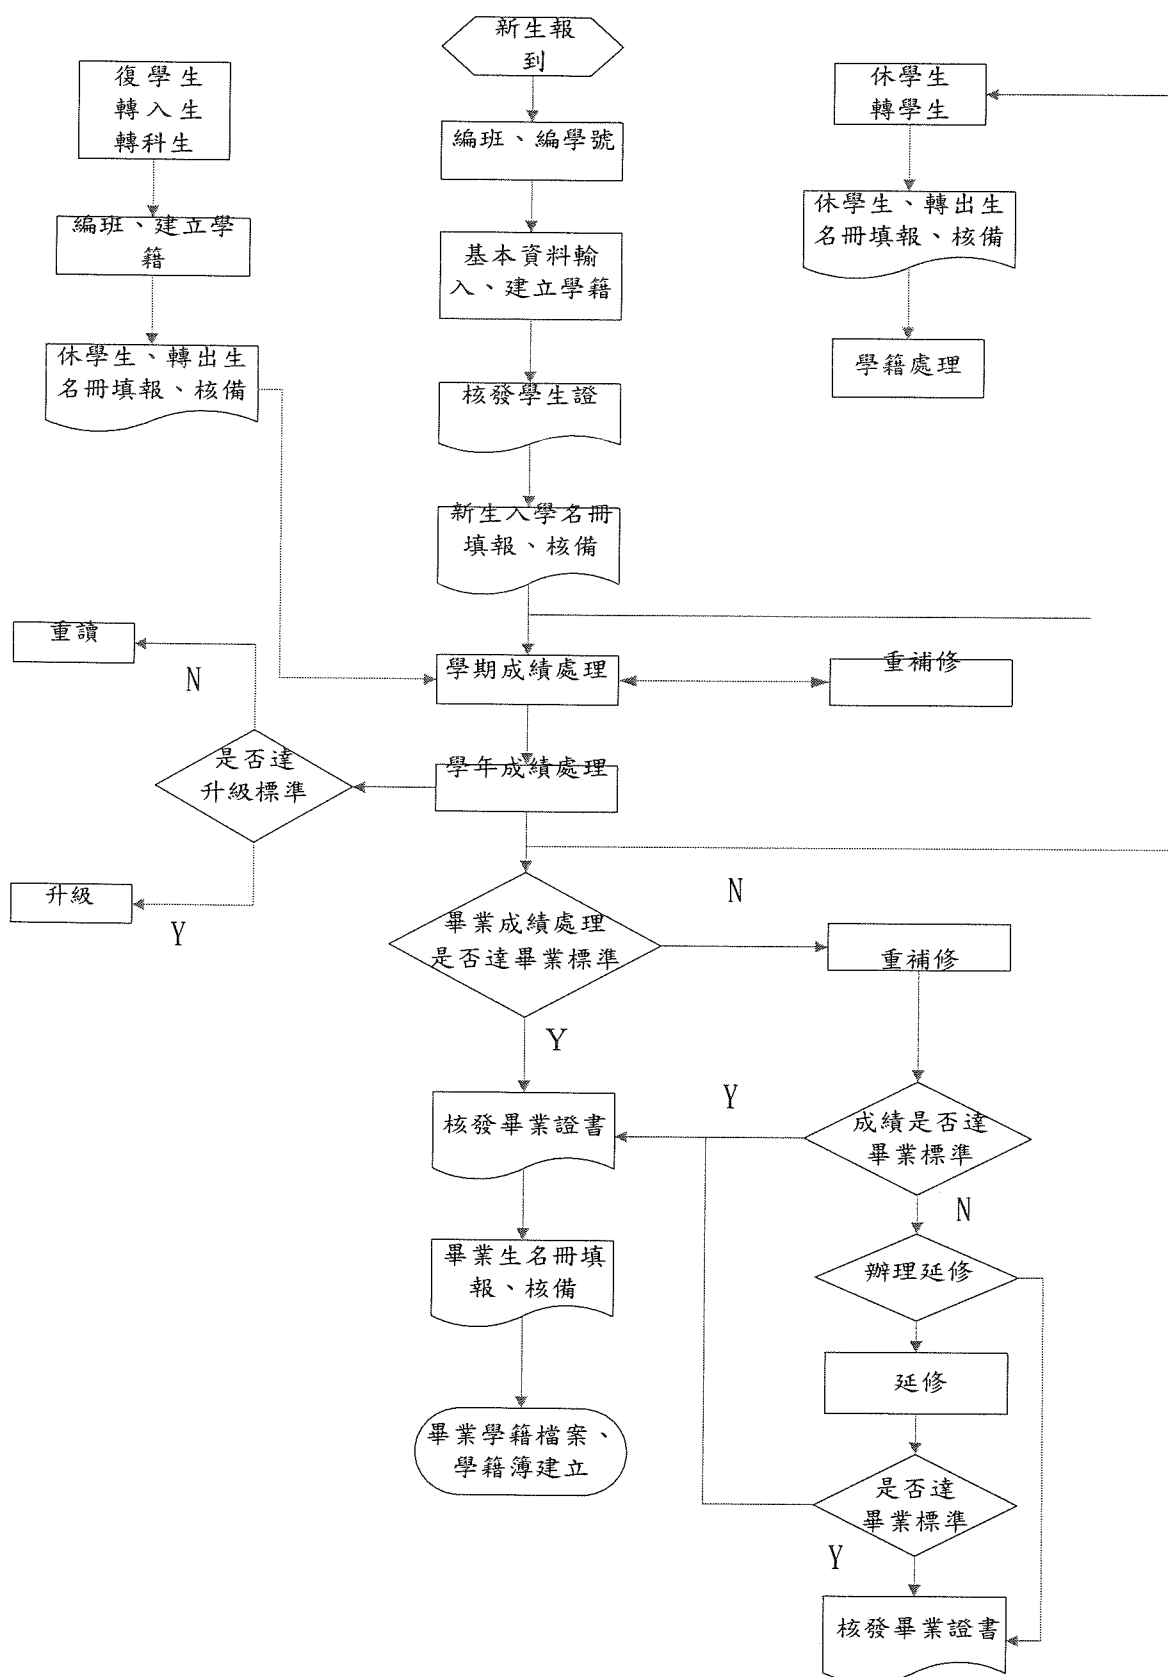 新生報
到
復學生
轉入生
轉科生
休學生
轉學生
編班、編學號
休學生、轉出生
名冊填報、核備
編班、建立學
籍
基本資料輸
入、建立學籍
學籍處理
休學生、轉出生
名冊填報、核備
核發學生證
新生入學名冊
填報、核備
重讀
N
學期成績處理
重補修
是否達
升級標準
學年成績處理
升級
Y
N
畢業成績處理
是否達畢業標準
重補修
Y
Y
核發畢業證書
成績是否達
畢業標準
N
畢業生名冊填
報、核備
辦理延修
延修
畢業學籍檔案、
學籍簿建立
是否達
畢業標準
Y
核發畢業證書